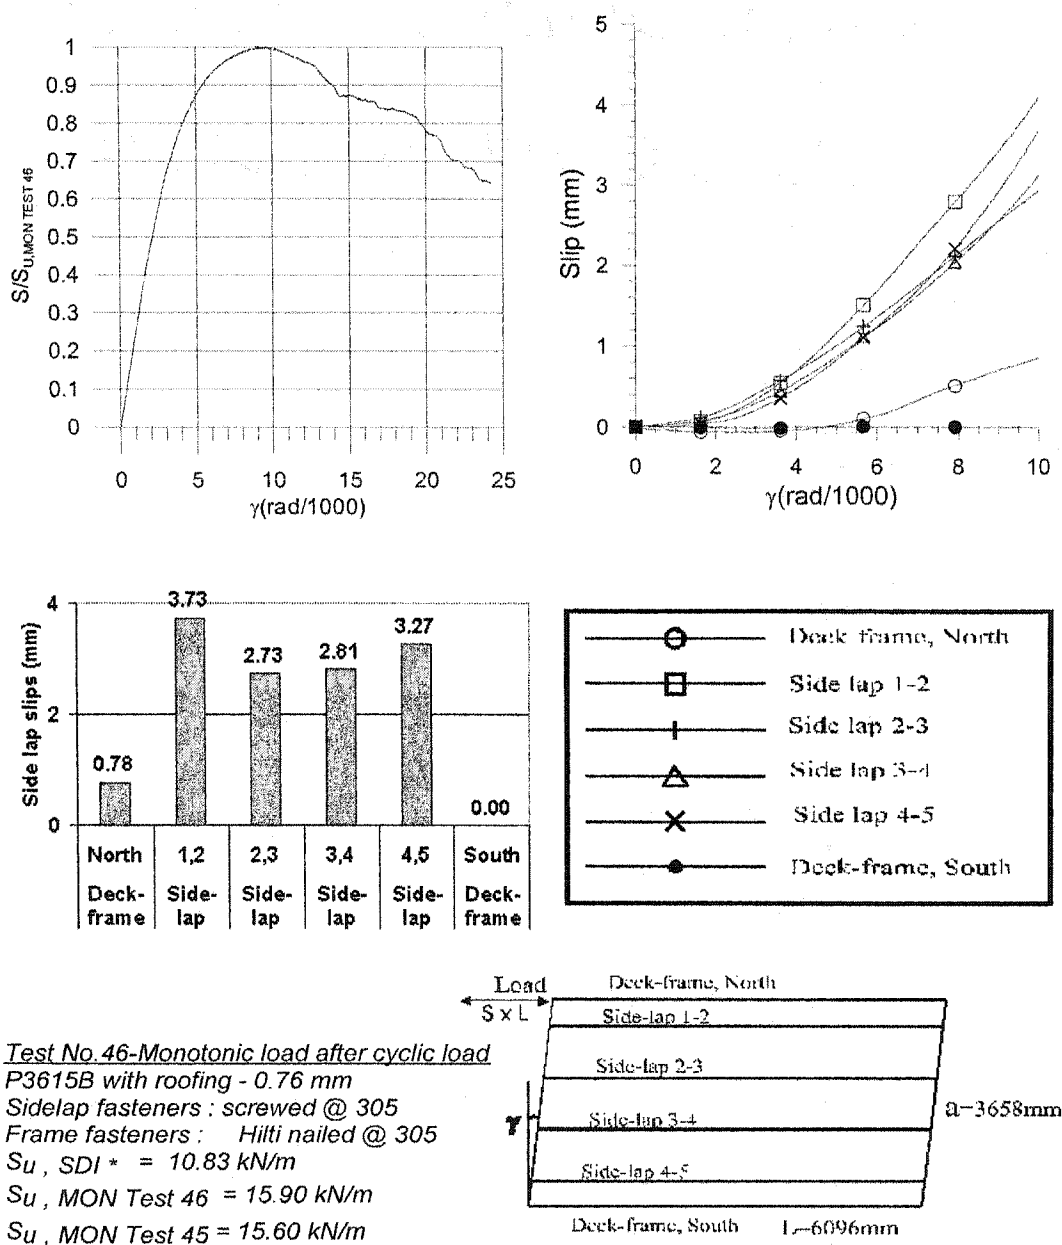 1
0.9
0.8
0.7
0.6
0.5
0.4
0.3
0.2
0.1
0
S/S_U,MON TEST 46
0 5 10 15 20 25
γ(rad/1000)
5
4
3
2
1
0
Slip (mm)
0 2 4 6 8 10
γ(rad/1000)
4
2
0
Side lap slips (mm)
0.78
3.73
2.73
2.81
3.27
0.00
North 1,2 2,3 3,4 4,5 South
Deck- Side- Side- Side- Side- Deck-
frame lap lap lap lap frame
Deck-frame, North
Side lap 1-2
Side lap 2-3
Side lap 3-4
Side lap 4-5
Deck-frame, South
Load
S x L
Deck-frame, North
Side-lap 1-2
Side-lap 2-3
Side-lap 3-4
Side-lap 4-5
Deck-frame, South
γ
a=3658mm
L=6096mm
Test No.46-Monotonic load after cyclic load
P3615B with roofing - 0.76 mm
Sidelap fasteners : screwed @ 305
Frame fasteners : Hilti nailed @ 305
Su , SDI * = 10.83 kN/m
Su , MON Test 46 = 15.90 kN/m
Su , MON Test 45 = 15.60 kN/m